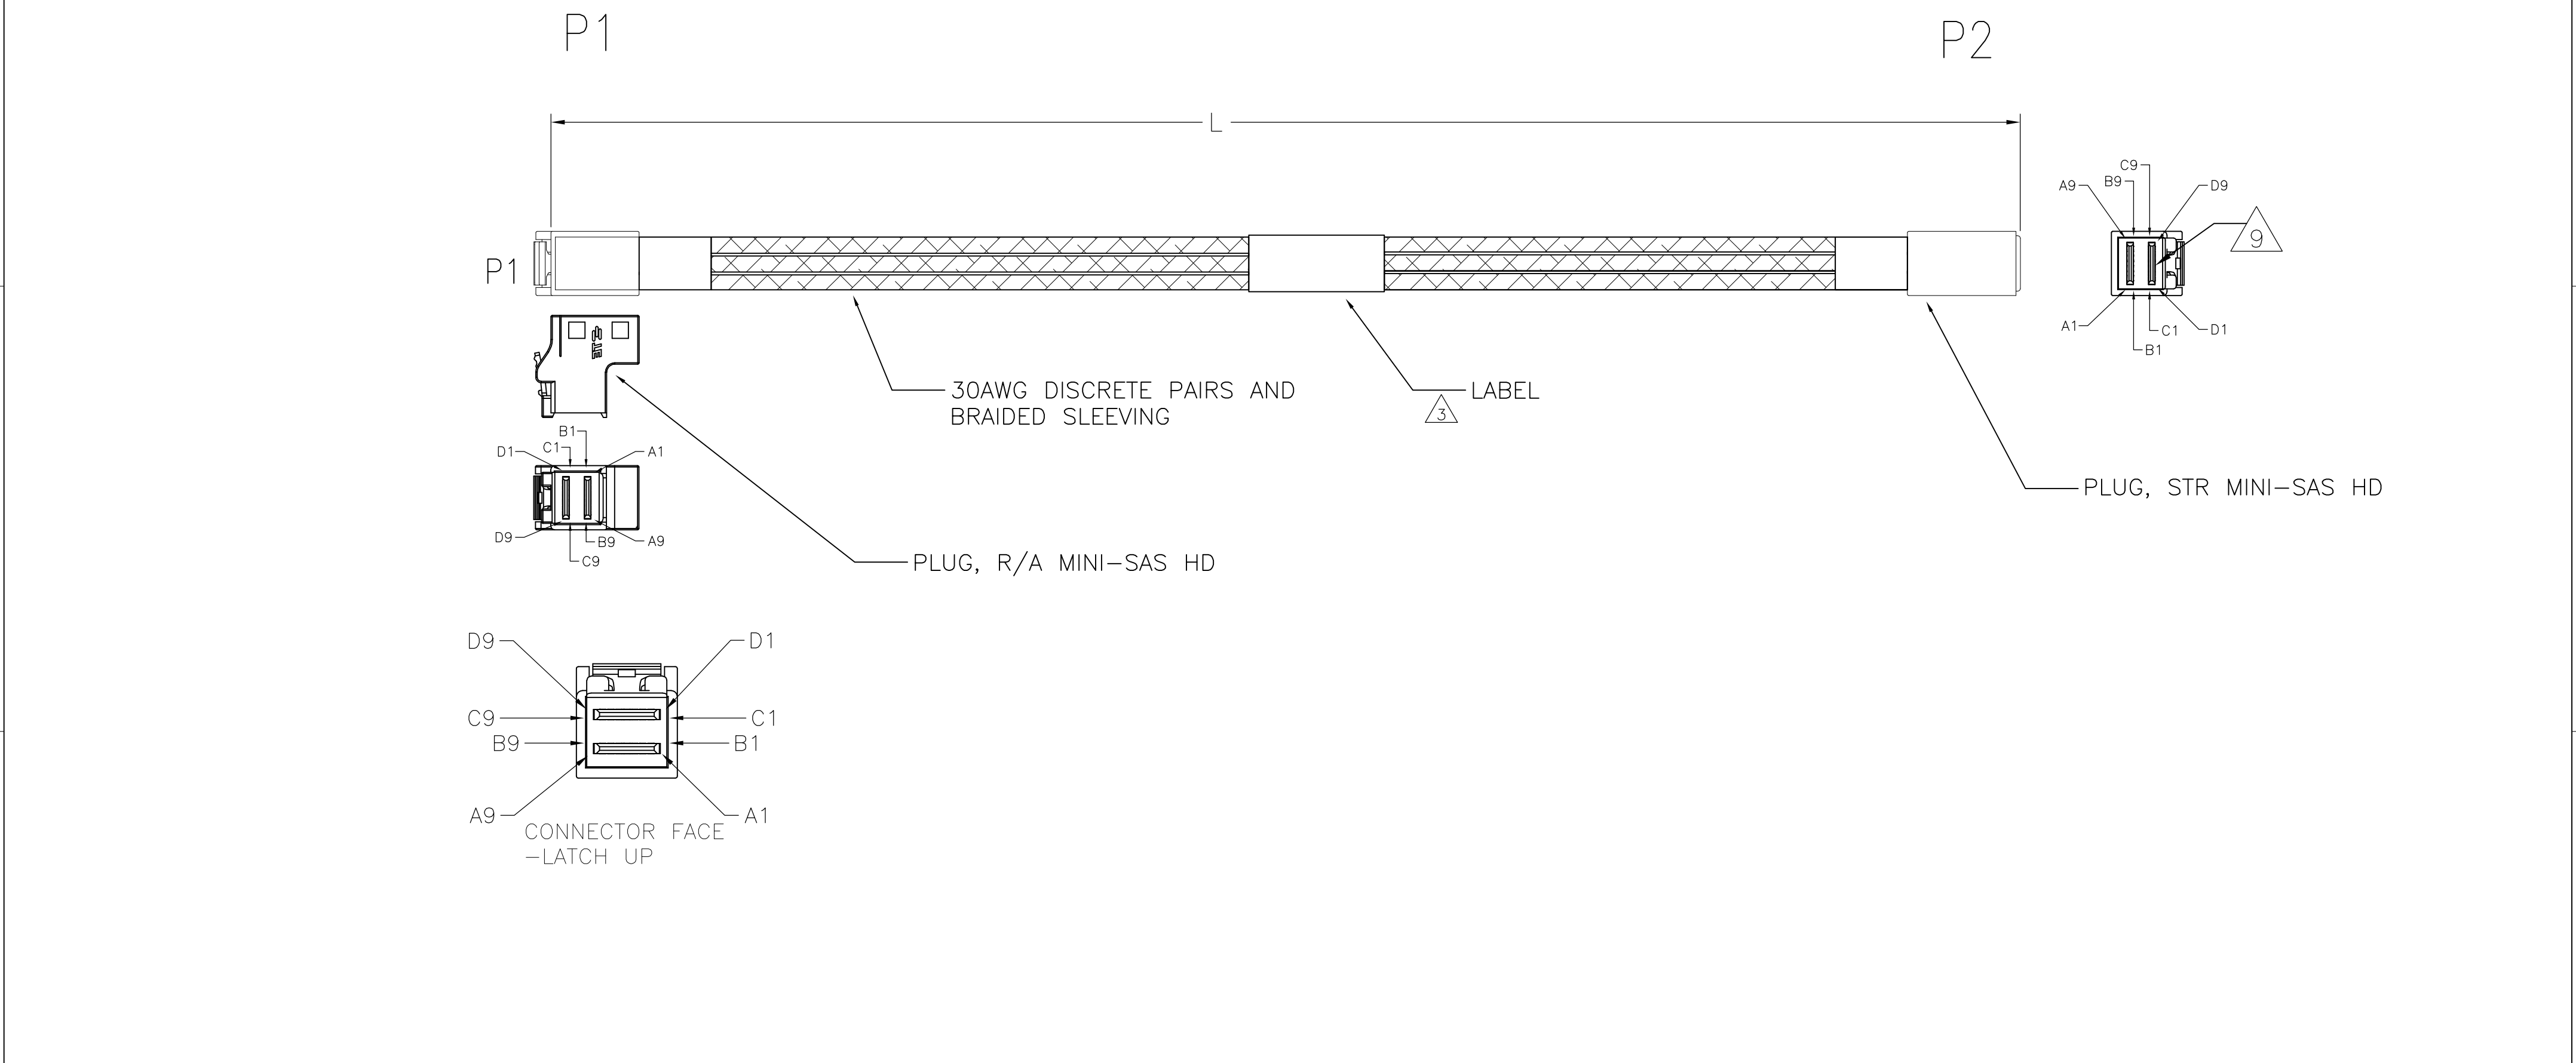 P1
P2
L
C9
B9
A9
D9
9
P1
A1
C1
D1
B1
TE
30AWG DISCRETE PAIRS AND
BRAIDED SLEEVING
LABEL
3
B1
C1
D1
A1
PLUG, STR MINI-SAS HD
D9
B9
A9
C9
PLUG, R/A MINI-SAS HD
D9
D1
C9
C1
B9
B1
A9
A1
CONNECTOR FACE
-LATCH UP